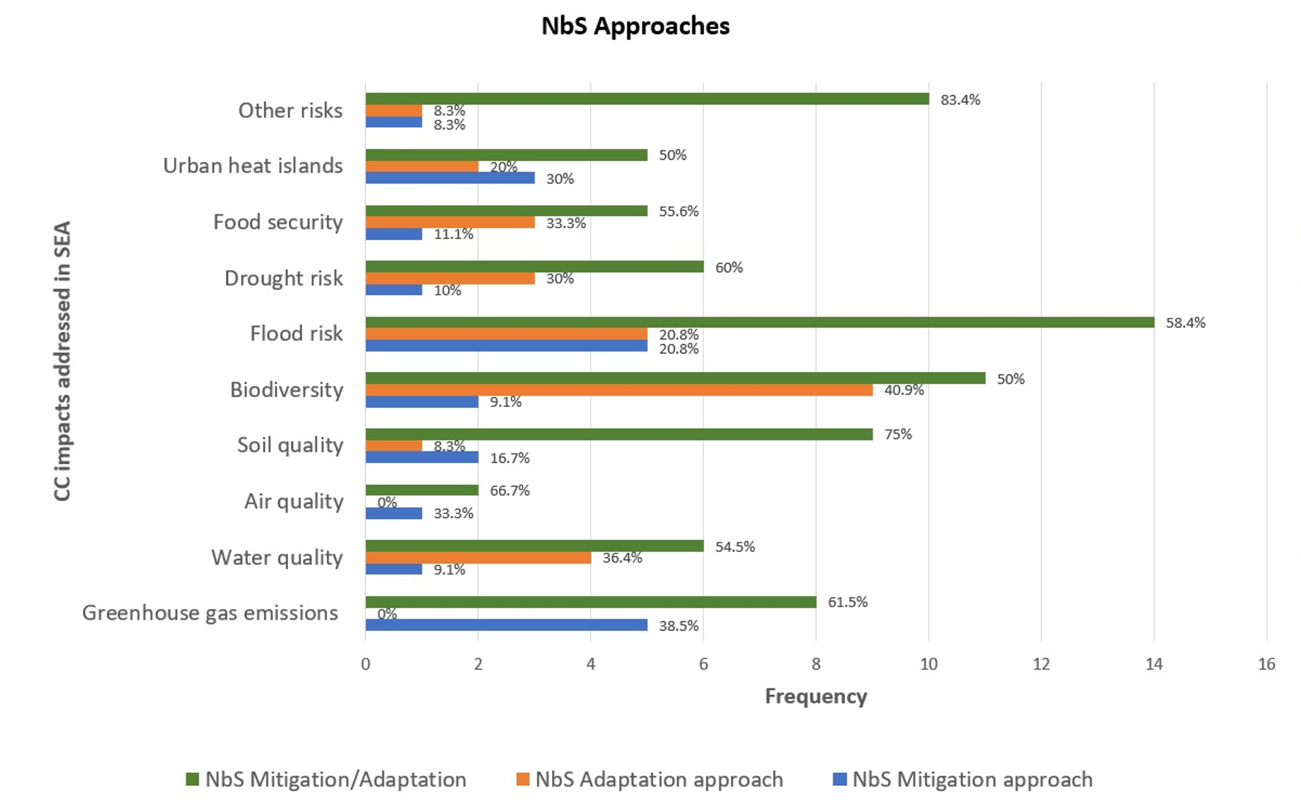 NbS Approaches
CC impacts addressed in SEA
Other risks
83.4%
8.3%
8.3%
Urban heat islands
50%
20%
30%
Food security
55.6%
33.3%
11.1%
Drought risk
60%
30%
10%
Flood risk
58.4%
20.8%
20.8%
Biodiversity
50%
40.9%
9.1%
Soil quality
75%
8.3%
16.7%
Air quality
66.7%
0%
33.3%
Water quality
54.5%
36.4%
9.1%
Greenhouse gas emissions
61.5%
0%
38.5%
0 2 4 6 8 10 12 14 16
Frequency
NbS Mitigation/Adaptation NbS Adaptation approach NbS Mitigation approach